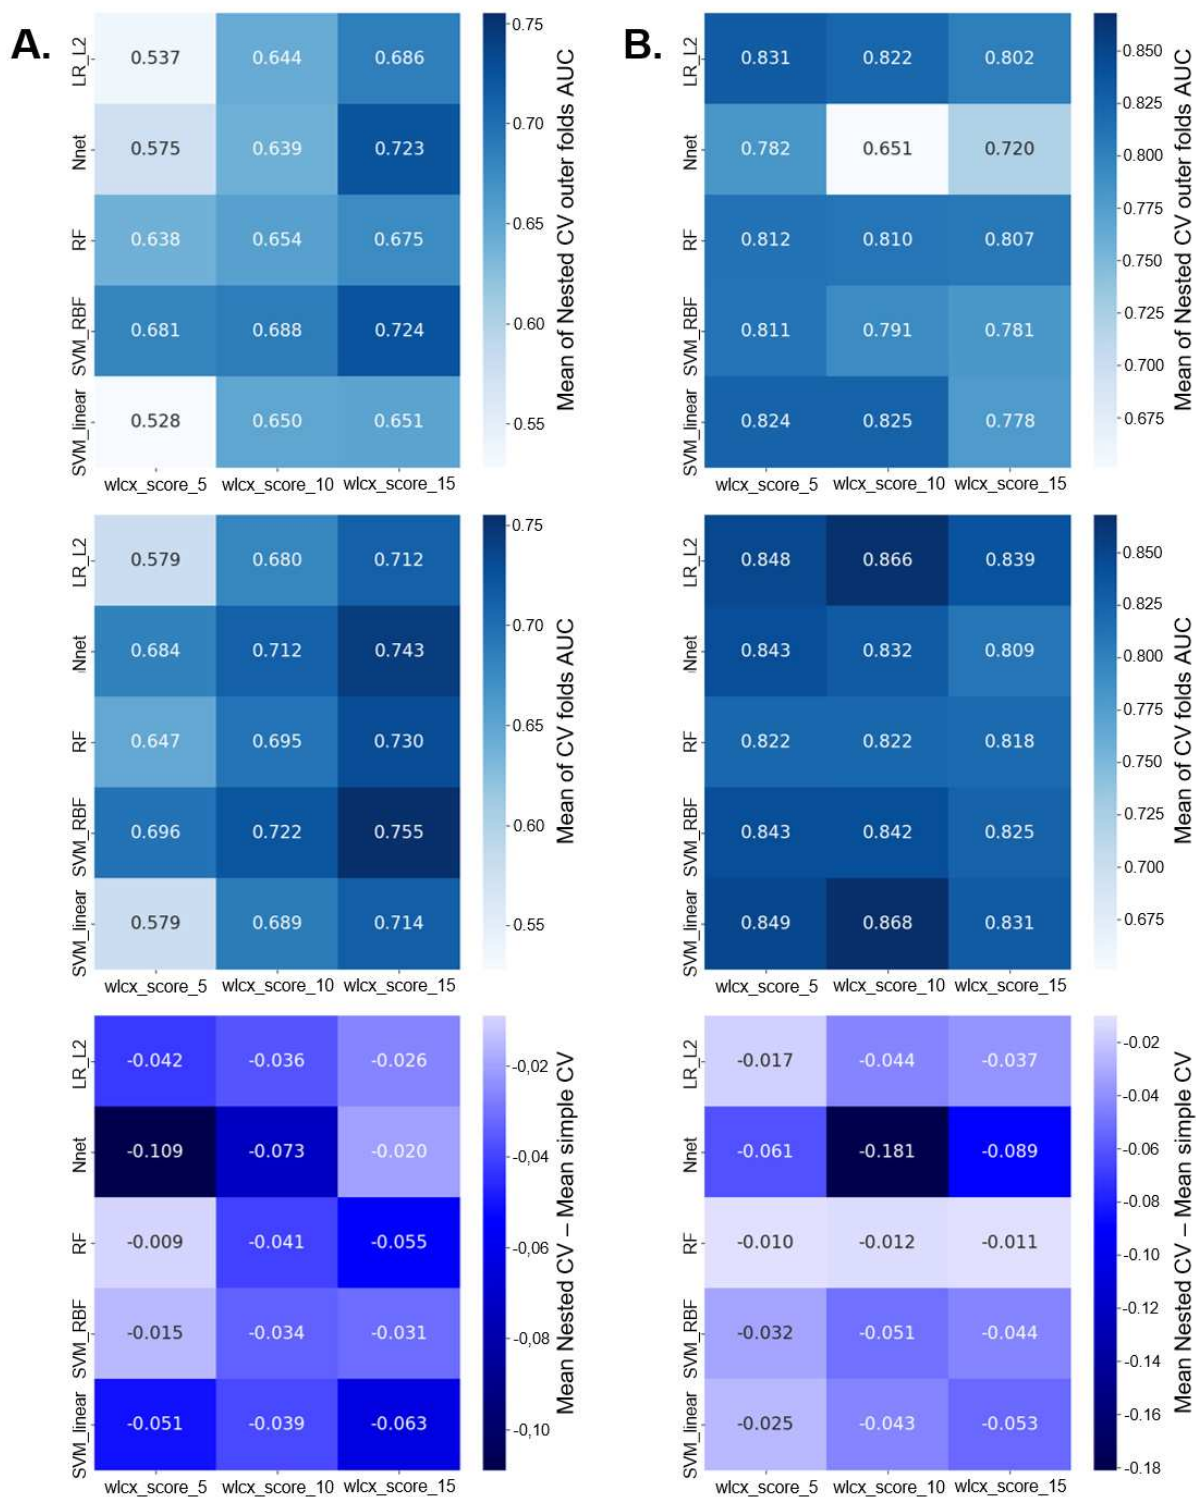 A.
LR_L2 0.537 0.644 0.686
Nnet 0.575 0.639 0.723
RF 0.638 0.654 0.675
SVM_RBF 0.681 0.688 0.724
SVM_linear 0.528 0.650 0.651
wlcx_score_5 wlcx_score_10 wlcx_score_15
0.75
0.70
0.65
0.60
0.55
Mean of Nested CV outer folds AUC
LR_L2 0.579 0.680 0.712
Nnet 0.684 0.712 0.743
RF 0.647 0.695 0.730
SVM_RBF 0.696 0.722 0.755
SVM_linear 0.579 0.689 0.714
wlcx_score_5 wlcx_score_10 wlcx_score_15
0.75
0.70
0.65
0.60
0.55
Mean of CV folds AUC
LR_L2 -0.042 -0.036 -0.026
Nnet -0.109 -0.073 -0.020
RF -0.009 -0.041 -0.055
SVM_RBF -0.015 -0.034 -0.031
SVM_linear -0.051 -0.039 -0.063
wlcx_score_5 wlcx_score_10 wlcx_score_15
-0,02
-0,04
-0,06
-0,08
-0,10
Mean Nested CV – Mean simple CV
B.
LR_L2 0.831 0.822 0.802
Nnet 0.782 0.651 0.720
RF 0.812 0.810 0.807
SVM_RBF 0.811 0.791 0.781
SVM_linear 0.824 0.825 0.778
wlcx_score_5 wlcx_score_10 wlcx_score_15
0.850
0.825
0.800
0.775
0.750
0.725
0.700
0.675
Mean of Nested CV outer folds AUC
LR_L2 0.848 0.866 0.839
Nnet 0.843 0.832 0.809
RF 0.822 0.822 0.818
SVM_RBF 0.843 0.842 0.825
SVM_linear 0.849 0.868 0.831
wlcx_score_5 wlcx_score_10 wlcx_score_15
0.850
0.825
0.800
0.775
0.750
0.725
0.700
0.675
Mean of CV folds AUC
LR_L2 -0.017 -0.044 -0.037
Nnet -0.061 -0.181 -0.089
RF -0.010 -0.012 -0.011
SVM_RBF -0.032 -0.051 -0.044
SVM_linear -0.025 -0.043 -0.053
wlcx_score_5 wlcx_score_10 wlcx_score_15
-0.02
-0.04
-0.06
-0.08
-0.10
-0.12
-0.14
-0.16
-0.18
Mean Nested CV – Mean simple CV